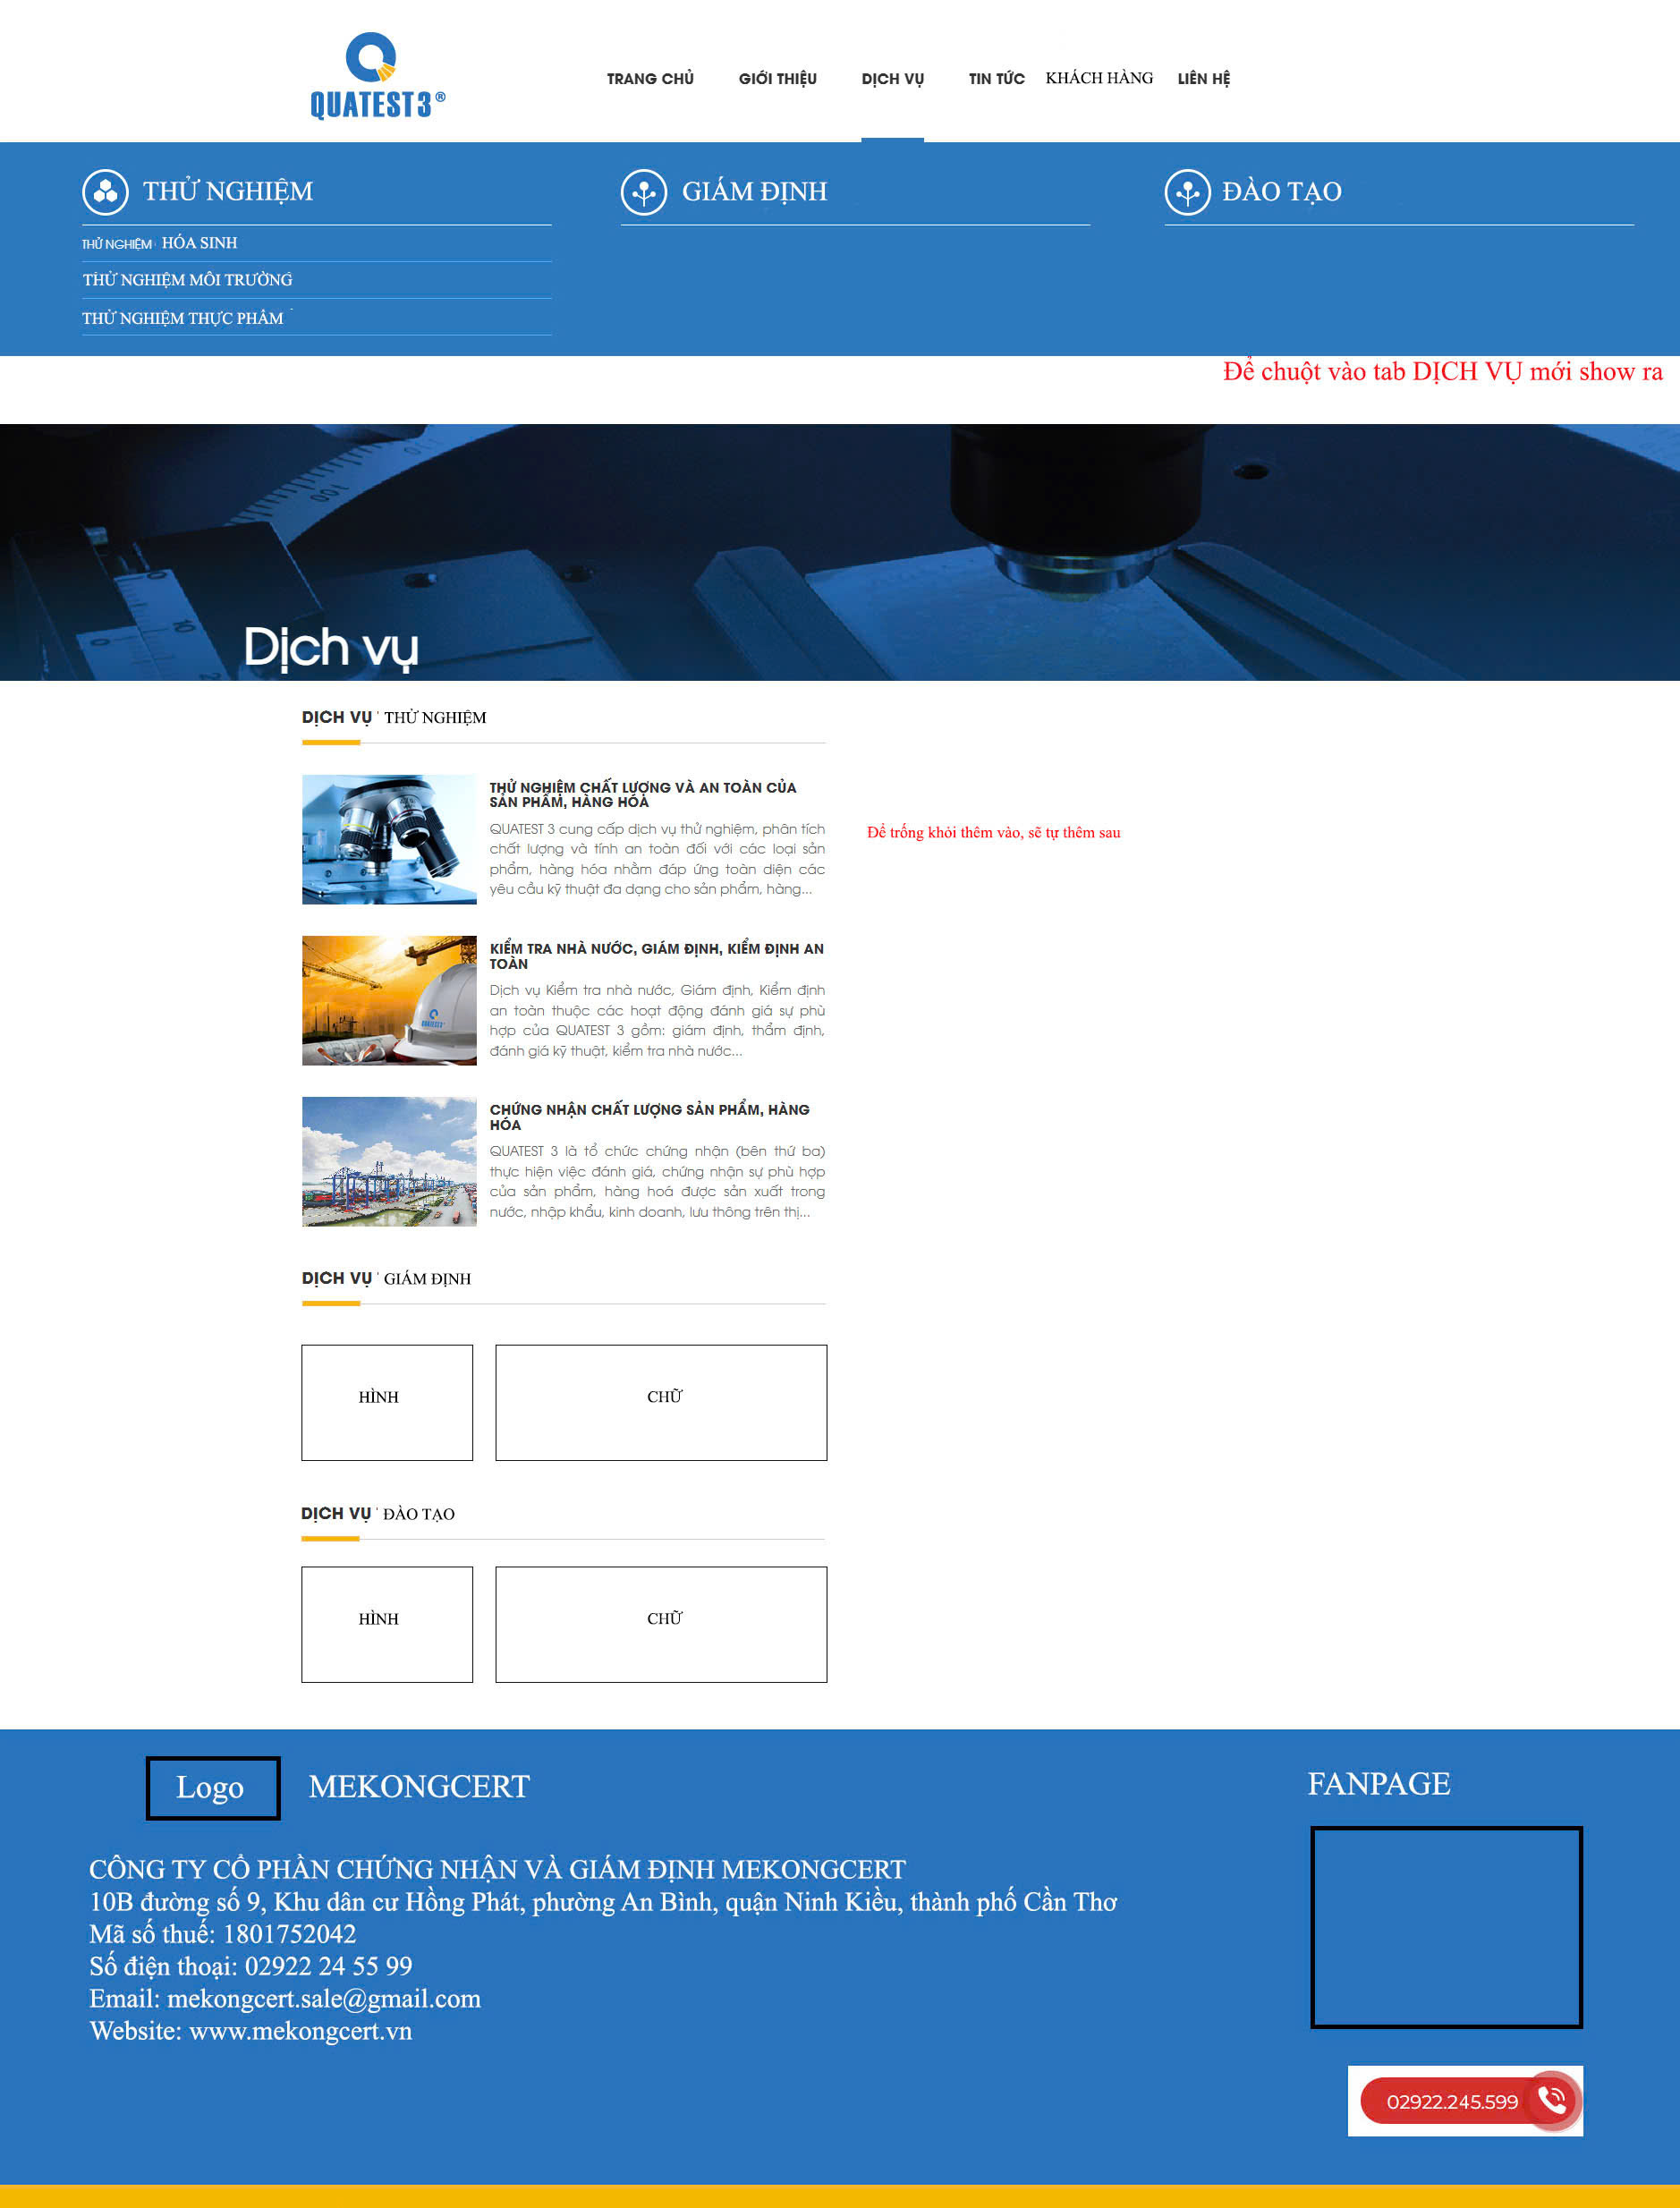 QUATEST 3®
TRANG CHỦ GIỚI THIỆU DỊCH VỤ TIN TỨC KHÁCH HÀNG LIÊN HỆ
THỬ NGHIỆM GIÁM ĐỊNH ĐÀO TẠO
THỬ NGHIỆM HÓA SINH
THỬ NGHIỆM MÔI TRƯỜNG
THỬ NGHIỆM THỰC PHẨM
Để chuột vào tab DỊCH VỤ mới show ra
Dịch vụ
DỊCH VỤ THỬ NGHIỆM
THỬ NGHIỆM CHẤT LƯỢNG VÀ AN TOÀN CỦA
SẢN PHẨM, HÀNG HÓA
QUATEST 3 cung cấp dịch vụ thử nghiệm, phân tích
chất lượng và tính an toàn đối với các loại sản
phẩm, hàng hóa nhằm đáp ứng toàn diện các
yêu cầu kỹ thuật đa dạng cho sản phẩm, hàng...
Để trống khỏi thêm vào, sẽ tự thêm sau
KIỂM TRA NHÀ NƯỚC, GIÁM ĐỊNH, KIỂM ĐỊNH AN
TOÀN
Dịch vụ Kiểm tra nhà nước, Giám định, Kiểm định
an toàn thuộc các hoạt động đánh giá sự phù
hợp của QUATEST 3 gồm: giám định, thẩm định,
đánh giá kỹ thuật, kiểm tra nhà nước...
CHỨNG NHẬN CHẤT LƯỢNG SẢN PHẨM, HÀNG
HÓA
QUATEST 3 là tổ chức chứng nhận (bên thứ ba)
thực hiện việc đánh giá, chứng nhận sự phù hợp
của sản phẩm, hàng hoá được sản xuất trong
nước, nhập khẩu, kinh doanh, lưu thông trên thị...
DỊCH VỤ GIÁM ĐỊNH
HÌNH CHỮ
DỊCH VỤ ĐÀO TẠO
HÌNH CHỮ
Logo MEKONGCERT
FANPAGE
CÔNG TY CỔ PHẦN CHỨNG NHẬN VÀ GIÁM ĐỊNH MEKONGCERT
10B đường số 9, Khu dân cư Hồng Phát, phường An Bình, quận Ninh Kiều, thành phố Cần Thơ
Mã số thuế: 1801752042
Số điện thoại: 02922 24 55 99
Email: mekongcert.sale@gmail.com
Website: www.mekongcert.vn
02922.245.599